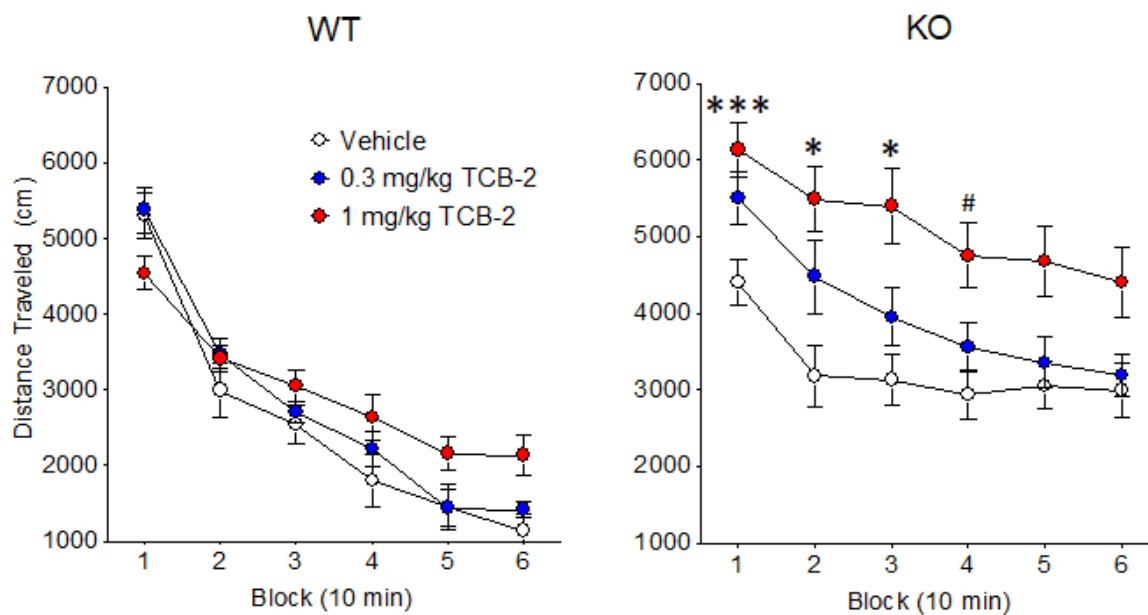 WT
KO
7000
6000
5000
4000
3000
2000
1000
Distance Traveled (cm)
Vehicle
0.3 mg/kg TCB-2
1 mg/kg TCB-2
1 2 3 4 5 6
Block (10 min)
7000
6000
5000
4000
3000
2000
1000
***
*
*
#
1 2 3 4 5 6
Block (10 min)